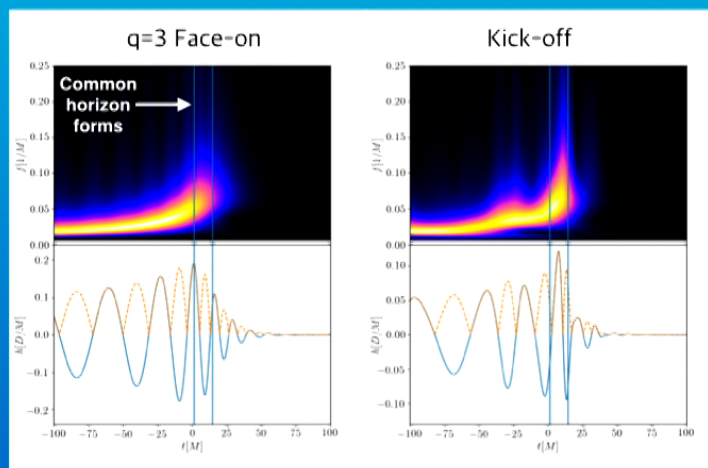 q=3 Face-on
Kick-off
0.25
0.20
0.15
0.10
0.05
0.00
f[1/M]
Common
horizon
forms
0.25
0.20
0.15
0.10
0.05
0.00
f[1/M]
0.2
0.1
0.0
-0.1
-0.2
h[D/M]
-100 -75 -50 -25 0 25 50 75 100
t[M]
0.10
0.05
0.00
-0.05
-0.10
h[D/M]
-100 -75 -50 -25 0 25 50 75 100
t[M]